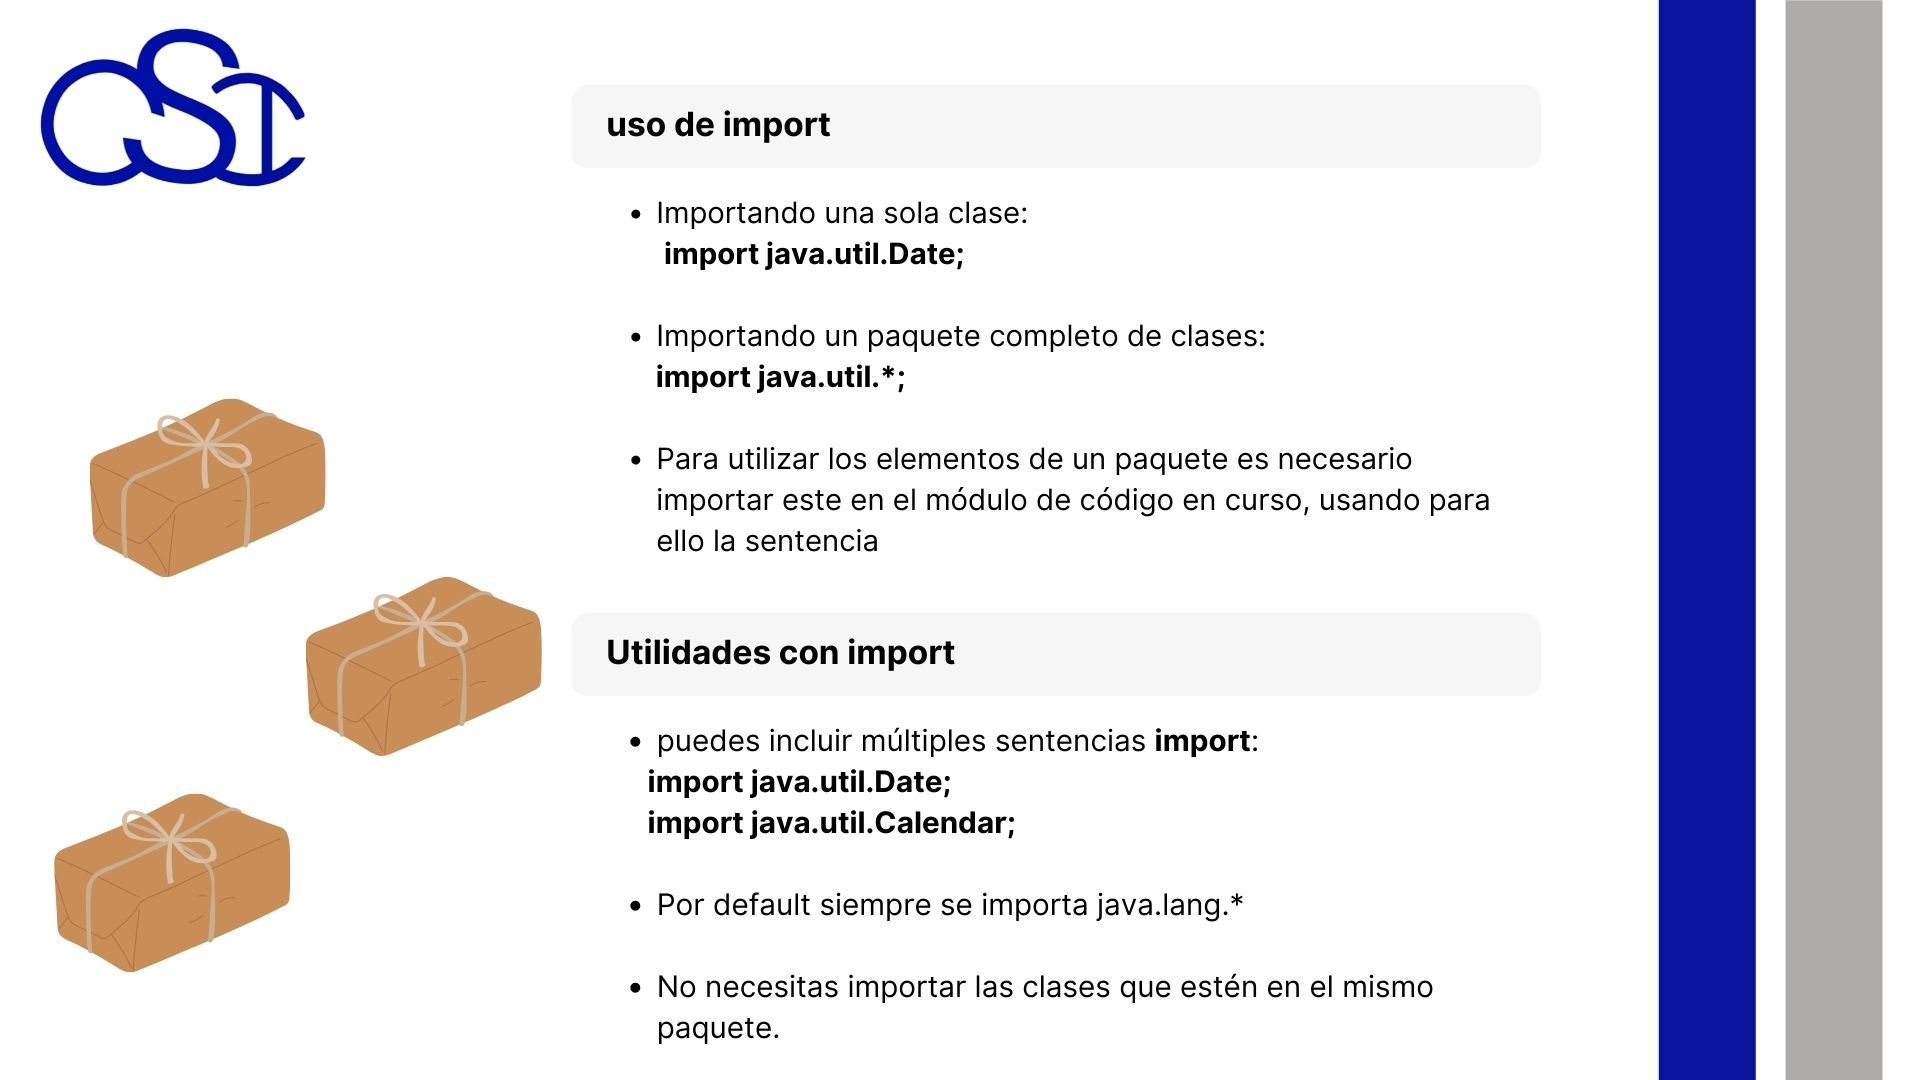 CSI
uso de import
Importando una sola clase:
import java.util.Date;
Importando un paquete completo de clases:
import java.util.*;
Para utilizar los elementos de un paquete es necesario
importar este en el módulo de código en curso, usando para
ello la sentencia
Utilidades con import
puedes incluir múltiples sentencias import:
import java.util.Date;
import java.util.Calendar;
Por default siempre se importa java.lang.*
No necesitas importar las clases que estén en el mismo
paquete.